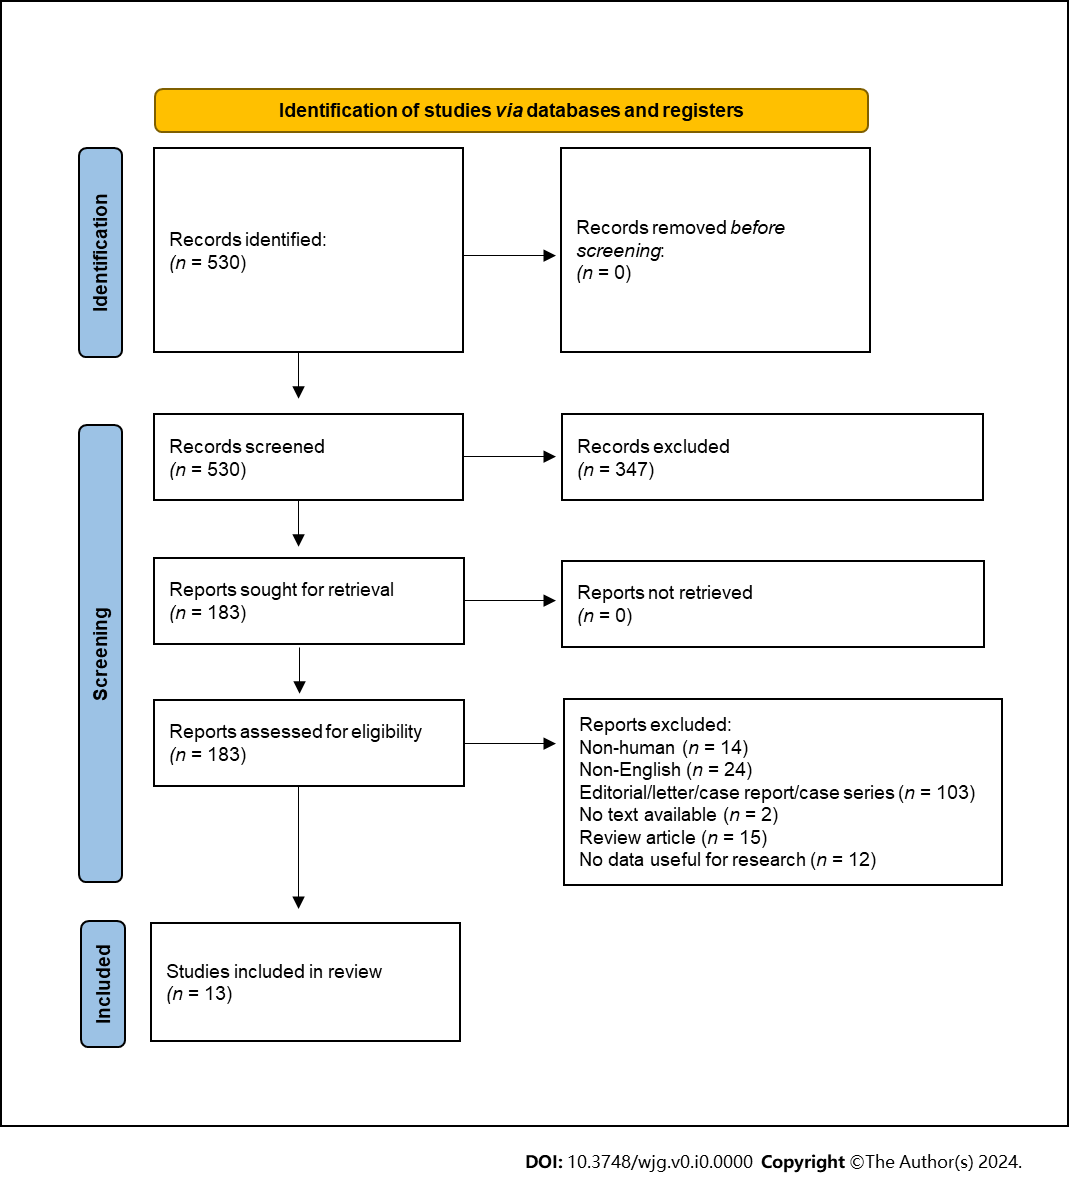 Identification of studies via databases and registers
Identification
Records identified:
(n = 530)
Records removed before
screening:
(n = 0)
Screening
Records screened
(n = 530)
Records excluded
(n = 347)
Reports sought for retrieval
(n = 183)
Reports not retrieved
(n = 0)
Reports assessed for eligibility
(n = 183)
Reports excluded:
Non-human (n = 14)
Non-English (n = 24)
Editorial/letter/case report/case series (n = 103)
No text available (n = 2)
Review article (n = 15)
No data useful for research (n = 12)
Included
Studies included in review
(n = 13)
DOI: 10.3748/wjg.v0.i0.0000 Copyright ©The Author(s) 2024.